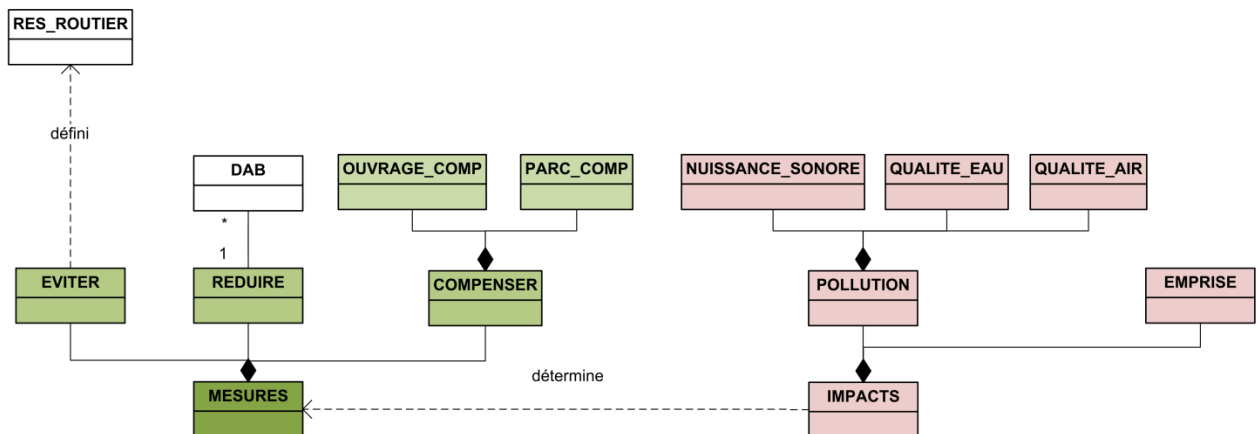 RES_ROUTIER
défini
DAB
OUVRAGE_COMP
PARC_COMP
NUISSANCE_SONORE
QUALITE_EAU
QUALITE_AIR
*
1
EVITER
REDUIRE
COMPENSER
POLLUTION
EMPRISE
détermine
MESURES
IMPACTS